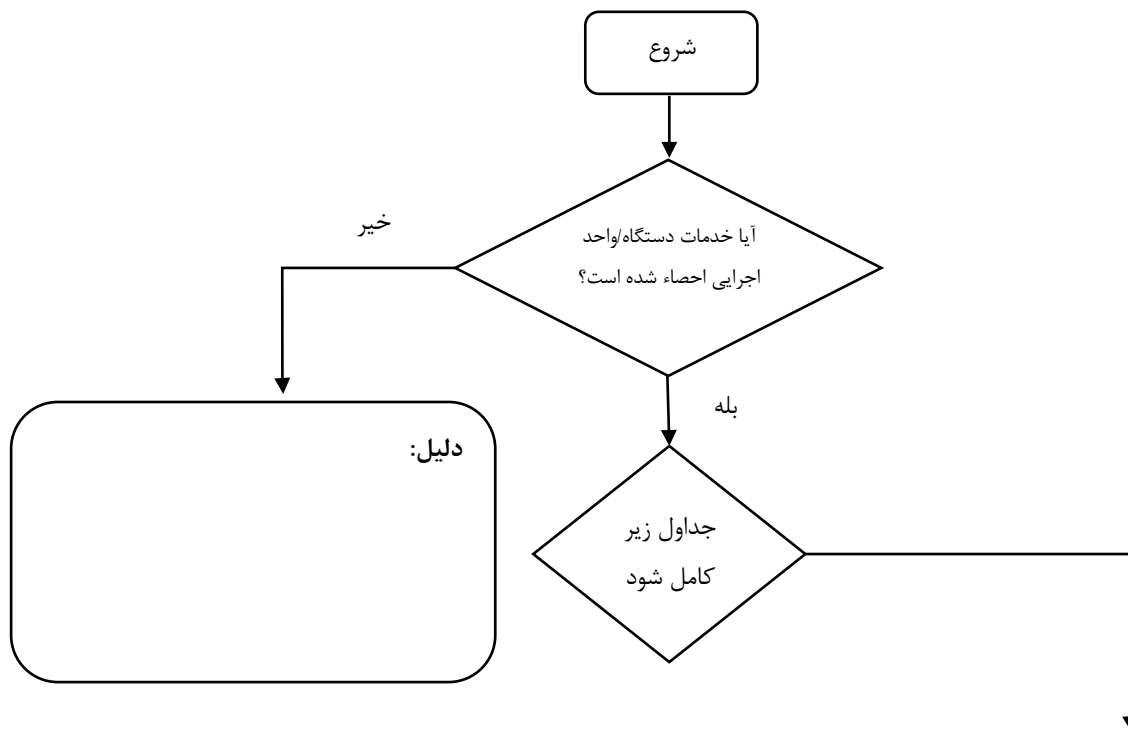 شروع
آیا خدمات دستگاه/واحد
اجرایی احصاء شده است؟
خیر
بله
دلیل:
جداول زیر
کامل شود